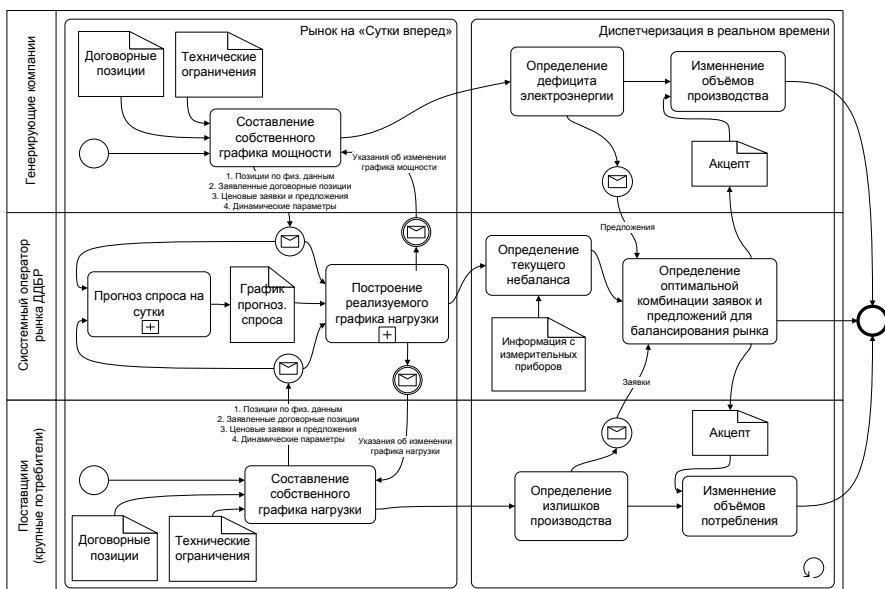 Рынок на «Сутки вперед»
Диспетчеризация в реальном времени
Генерирующие компании
Договорные
позиции
Технические
ограничения
Составление
собственного
графика мощности
1. Позиции по физ. данным
2. Заявленные договорные позиции
3. Ценовые заявки и предложения
4. Динамические параметры
Указания об изменении
графика мощности
Определение
дефицита
электроэнергии
Изменнение
объёмов
производства
Акцепт
Предложения
Сисстемный оператор
рынка ДДБР
Прогноз спроса на
сутки
График
прогноз.
спроса
Построение
реализуемого
графика нагрузки
Определение
текущего
небаланса
Информация с
измерительных
приборов
Определение
оптимальной
комбинации заявок и
предложений для
балансирования рынка
Заявки
Поставщики
(крупные потребители)
1. Позиции по физ. данным
2. Заявленные договорные позиции
3. Ценовые заявки и предложения
4. Динамические параметры
Указания об изменении
графика нагрузки
Составление
собственного
графика нагрузки
Договорные
позиции
Технические
ограничения
Определение
излишков
производства
Акцепт
Изменнение
объёмов
потребления